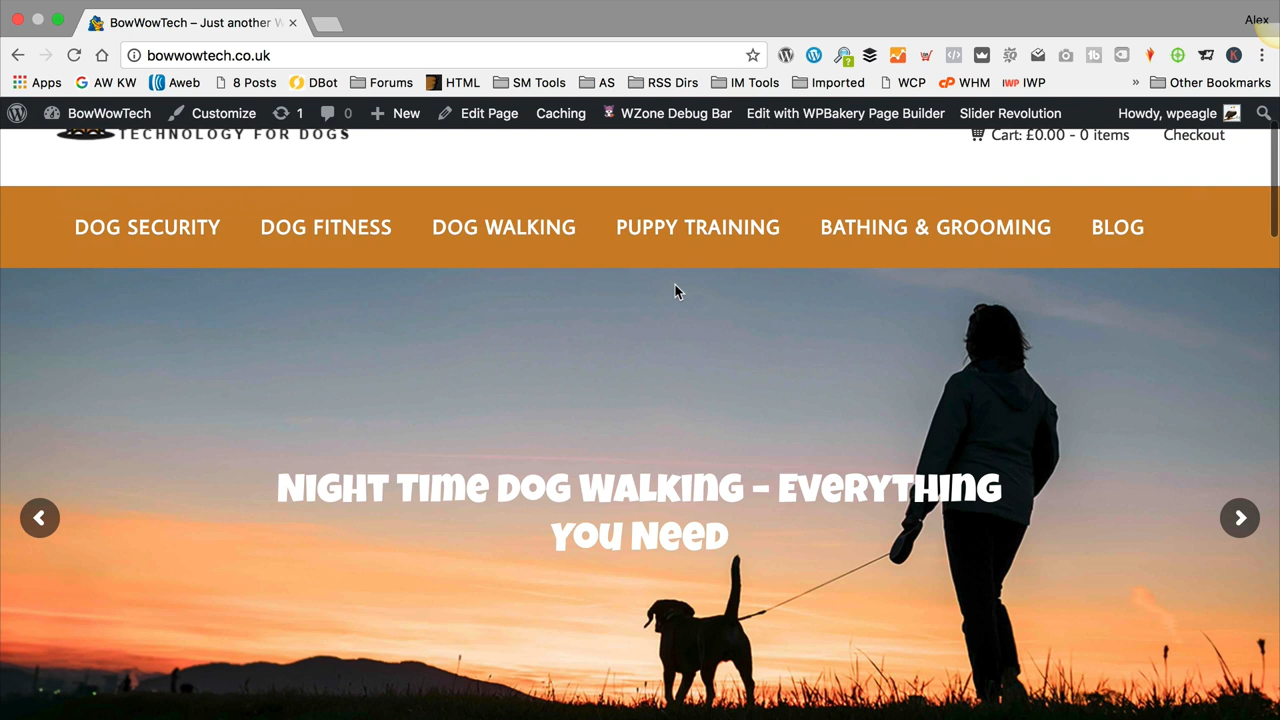 BowWowTech – Just another W
Alex
bowwowtech.co.uk
Apps AW KW Aweb 8 Posts DBot Forums HTML SM Tools AS RSS Dirs IM Tools Imported WCP WHM IWP » Other Bookmarks
BowWowTech Customize 1 0 New Edit Page Caching WZone Debug Bar Edit with WPBakery Page Builder Slider Revolution Howdy, wpeagle
TECHNOLOGY FOR DOGS
Cart: £0.00 - 0 items Checkout
DOG SECURITY DOG FITNESS DOG WALKING PUPPY TRAINING BATHING & GROOMING BLOG
Night Time Dog Walking – Everything
You Need